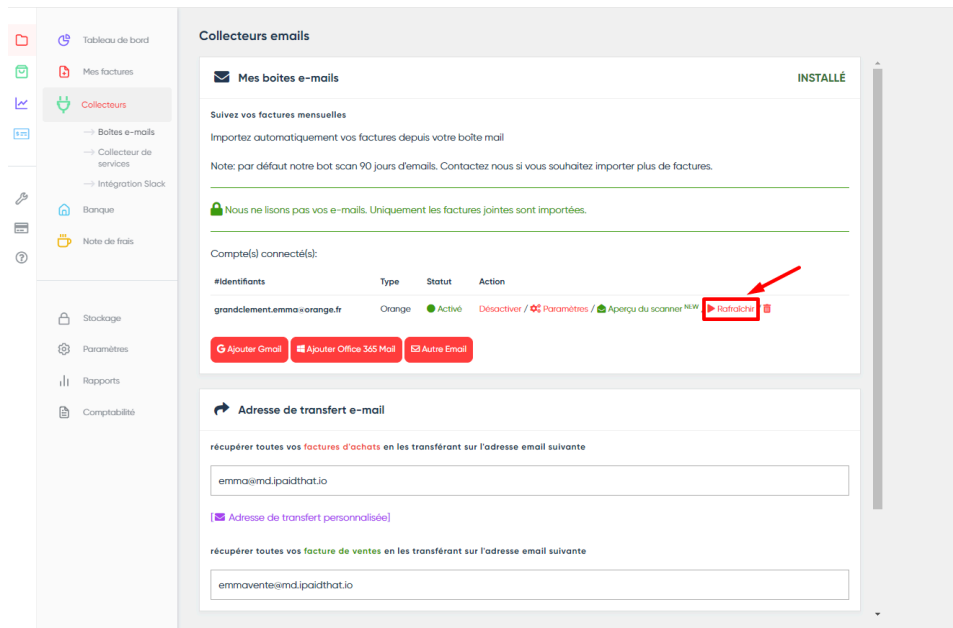 Tableau de bord
Mes factures
Collecteurs
Boîtes e-mails
Collecteur de
services
Intégration Slack
Banque
Note de frais
Stockage
Paramètres
Rapports
Comptabilité
Collecteurs emails
Mes boites e-mails
INSTALLÉ
Suivez vos factures mensuelles
Importez automatiquement vos factures depuis votre boîte mail
Note: par défaut notre bot scan 90 jours d'emails. Contactez nous si vous souhaitez importer plus de factures.
Nous ne lisons pas vos e-mails. Uniquement les factures jointes sont importées.
Compte(s) connecté(s):
#Identifiants Type Statut Action
grandclement.emma@orange.fr Orange Activé Désactiver / Paramètres / Aperçu du scanner NEW Rafraîchir /
G Ajouter Gmail Ajouter Office 365 Mail Autre Email
Adresse de transfert e-mail
récupérer toutes vos factures d'achats en les transférant sur l'adresse email suivante
emma@md.ipaidthat.io
[ Adresse de transfert personnalisée]
récupérer toutes vos facture de ventes en les transférant sur l'adresse email suivante
emmavente@md.ipaidthat.io